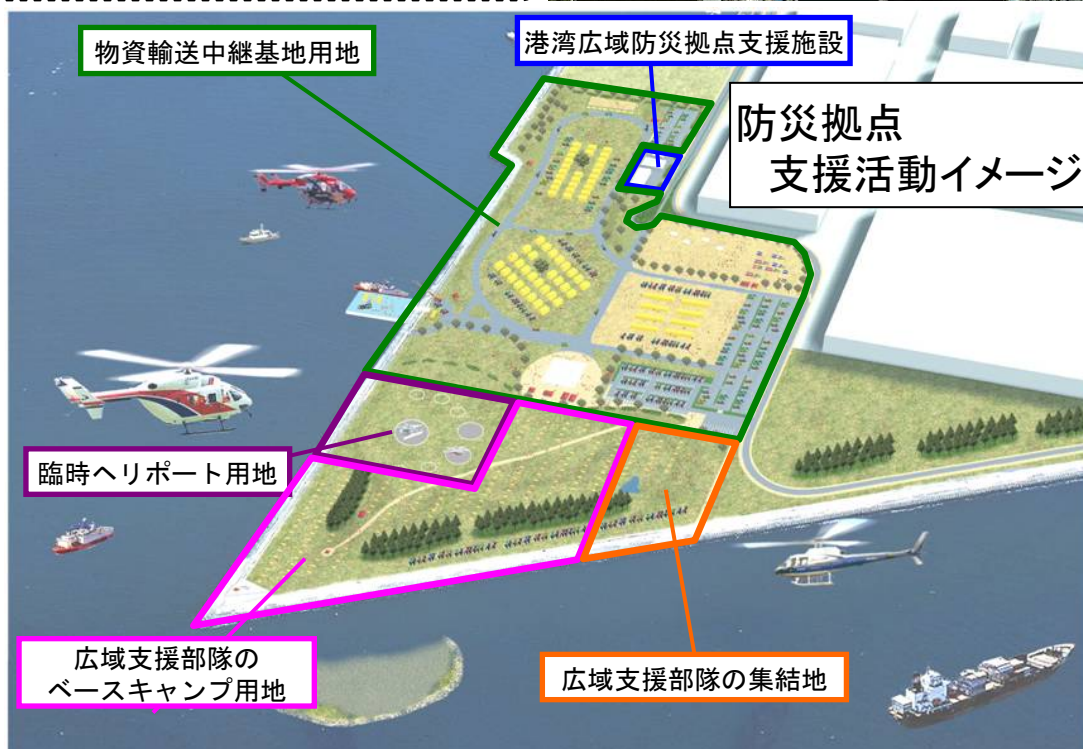 物資輸送中継基地用地
港湾広域防災拠点支援施設
防災拠点
支援活動イメージ
臨時ヘリポート用地
広域支援部隊の
ベースキャンプ用地
広域支援部隊の集結地